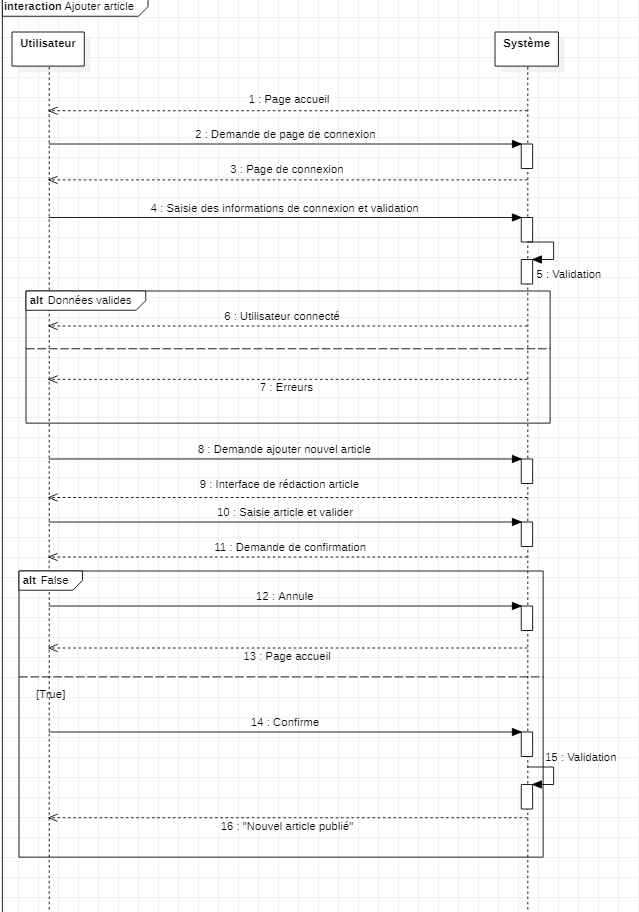 interaction Ajouter article
Utilisateur
Système
1 : Page accueil
2 : Demande de page de connexion
3 : Page de connexion
4 : Saisie des informations de connexion et validation
5 : Validation
alt Données valides
6 : Utilisateur connecté
7 : Erreurs
8 : Demande ajouter nouvel article
9 : Interface de rédaction article
10 : Saisie article et valider
11 : Demande de confirmation
alt False
12 : Annule
13 : Page accueil
[True]
14 : Confirme
15 : Validation
16 : "Nouvel article publié"